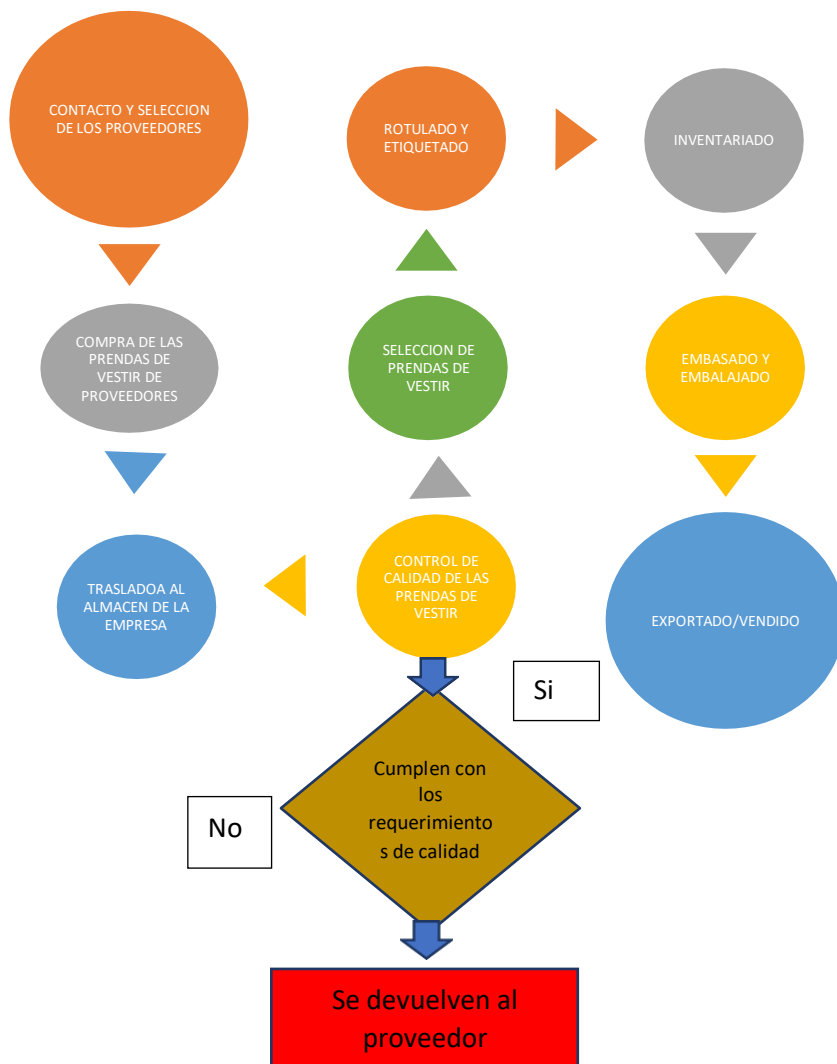 CONTACTO Y SELECCION
DE LOS PROVEEDORES
COMPRA DE LAS
PRENDAS DE
VESTIR DE
PROVEEDORES
TRASLADOA AL
ALMACEN DE LA
EMPRESA
CONTROL DE
CALIDAD DE LAS
PRENDAS DE
VESTIR
SELECCION DE
PRENDAS DE
VESTIR
ROTULADO Y
ETIQUETADO
INVENTARIADO
EMBASADO Y
EMBALAJADO
EXPORTADO/VENDIDO
Si
Cumplen con
los
requerimiento
s de calidad
No
Se devuelven al
proveedor